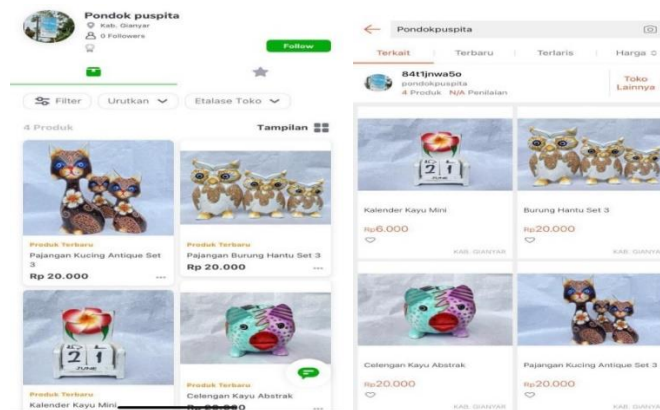 Pondok puspita
Kab. Gianyar
0 Followers
Follow
Filter
Urutkan
Etalase Toko
4 Produk
Tampilan
Produk Terbaru
Pajangan Kucing Antique Set
3
Rp 20.000
Produk Terbaru
Pajangan Burung Hantu Set 3
Rp 20.000
21
JUNE
Produk Terbaru
Kalender Kayu Mini
Produk Terbaru
Celengan Kayu Abstrak
Pondokpuspita
Terkait
Terbaru
Terlaris
Harga
84t1jnwa5o
pondokpuspita
4 Produk N/A Penilaian
Toko
Lainnya
21
Kalender Kayu Mini
Rp6.000
KAB. GIANYAR
Burung Hantu Set 3
Rp20.000
KAB. GIANYAR
Celengan Kayu Abstrak
Rp20.000
KAB. GIANYAR
Pajangan Kucing Antique Set 3
Rp20.000
KAB. GIANYAR